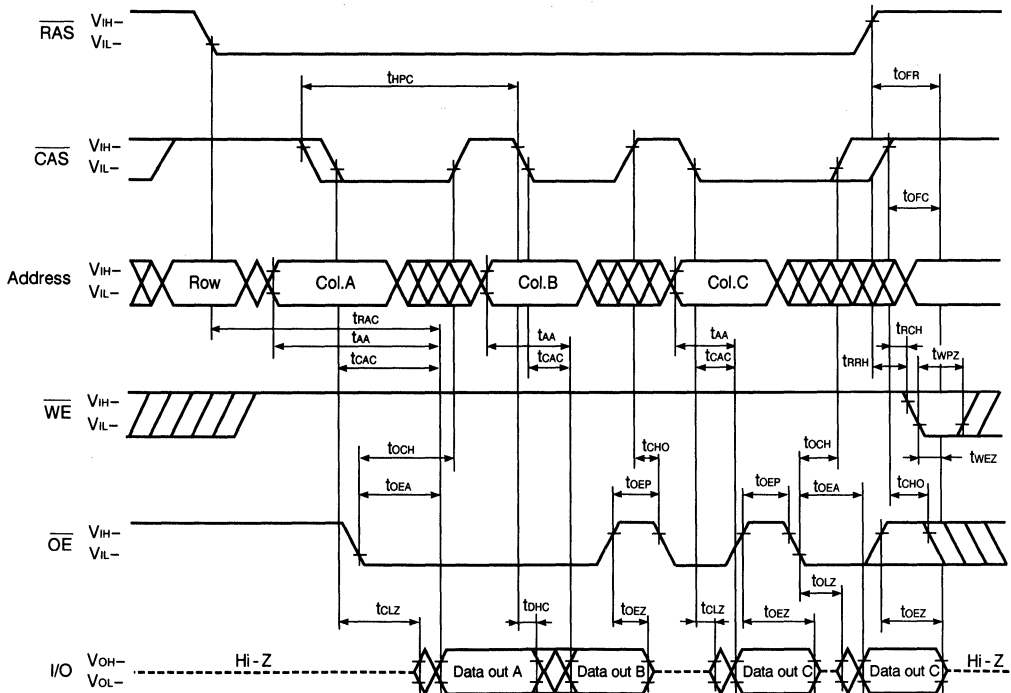 RAS VIH–
VIL–
tOFR
tHPC
CAS VIH–
VIL–
tOFC
Address VIH–
VIL–
Row Col.A Col.B Col.C
tRAC
tAA tAA tAA
tCAC tCAC tCAC
tRCH
tRRH tWPZ
WE VIH–
VIL–
tOCH tCHO tOCH tWEZ
tOEA tOEP tOEP tOEA tCHO
OE VIH–
VIL–
tOLZ
tCLZ tDHC tOEZ tCLZ tOEZ tOEZ
I/O VOH–
VOL–
Hi - Z Data out A Data out B Data out C Data out C Hi - Z